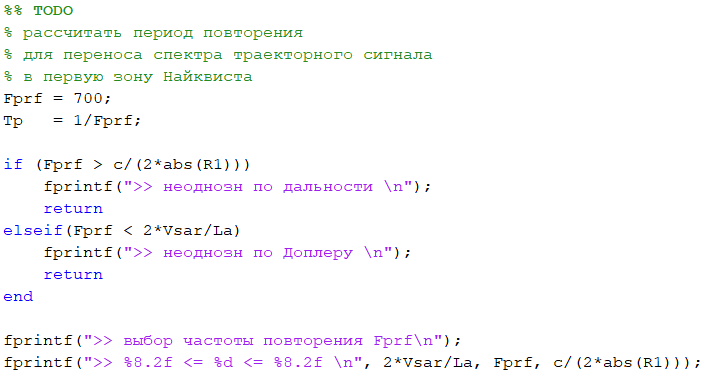 %% TODO
% рассчитать период повторения
% для переноса спектра траекторного сигнала
% в первую зону Найквиста
Fprf = 700;
Tp   = 1/Fprf;

if (Fprf > c/(2*abs(R1)))
    fprintf(">> неоднозн по дальности \n");
    return
elseif(Fprf < 2*Vsar/La)
    fprintf(">> неоднозн по Доплеру \n");
    return
end

fprintf(">> выбор частоты повторения Fprf\n");
fprintf(">> %8.2f <= %d <= %8.2f \n", 2*Vsar/La, Fprf, c/(2*abs(R1)));